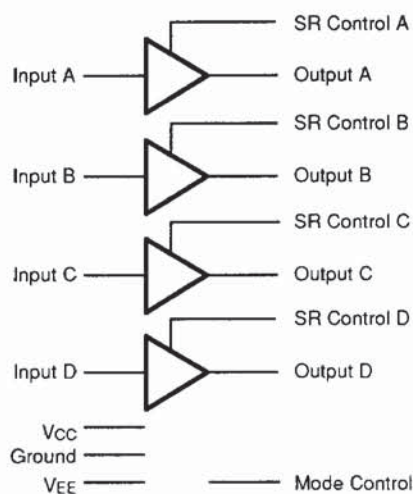 SR Control A
Input A Output A
SR Control B
Input B Output B
SR Control C
Input C Output C
SR Control D
Input D Output D
VCC
Ground
VEE Mode Control